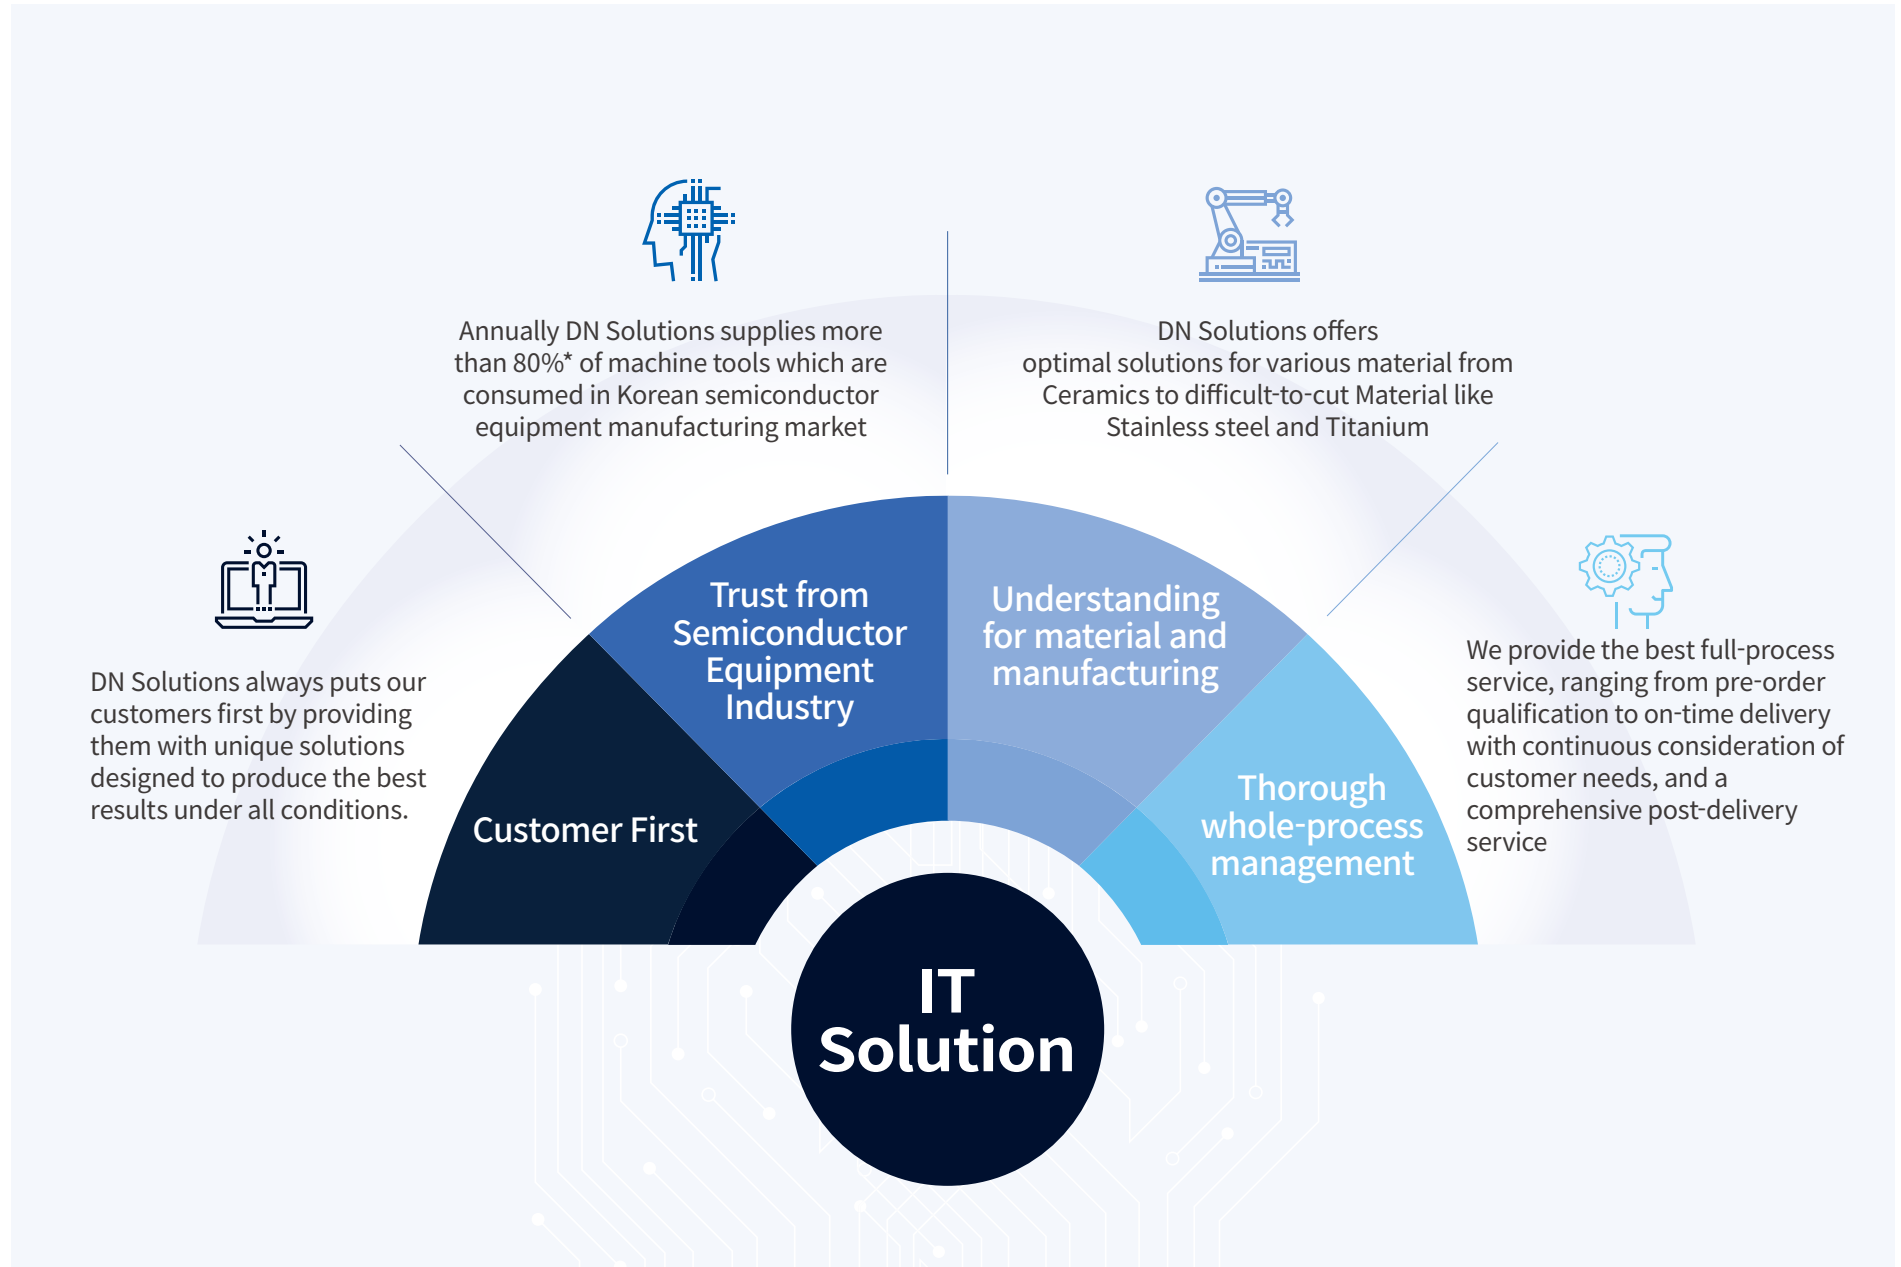 Annually DN Solutions supplies more
than 80%* of machine tools which are
consumed in Korean semiconductor
equipment manufacturing market
DN Solutions offers
optimal solutions for various material from
Ceramics to difficult-to-cut Material like
Stainless steel and Titanium
DN Solutions always puts our
customers first by providing
them with unique solutions
designed to produce the best
results under all conditions.
We provide the best full-process
service, ranging from pre-order
qualification to on-time delivery
with continuous consideration of
customer needs, and a
comprehensive post-delivery
service
Customer First
Trust from
Semiconductor
Equipment
Industry
Understanding
for material and
manufacturing
Thorough
whole-process
management
IT
Solution